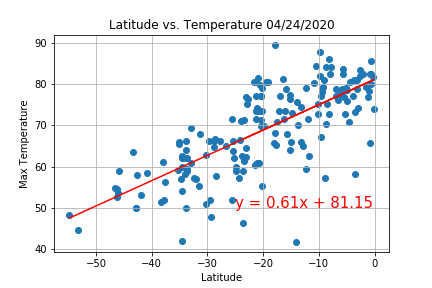 Latitude vs. Temperature 04/24/2020
90
80
70
60
50
40
Max Temperature
y = 0.61x + 81.15
−50 −40 −30 −20 −10 0
Latitude